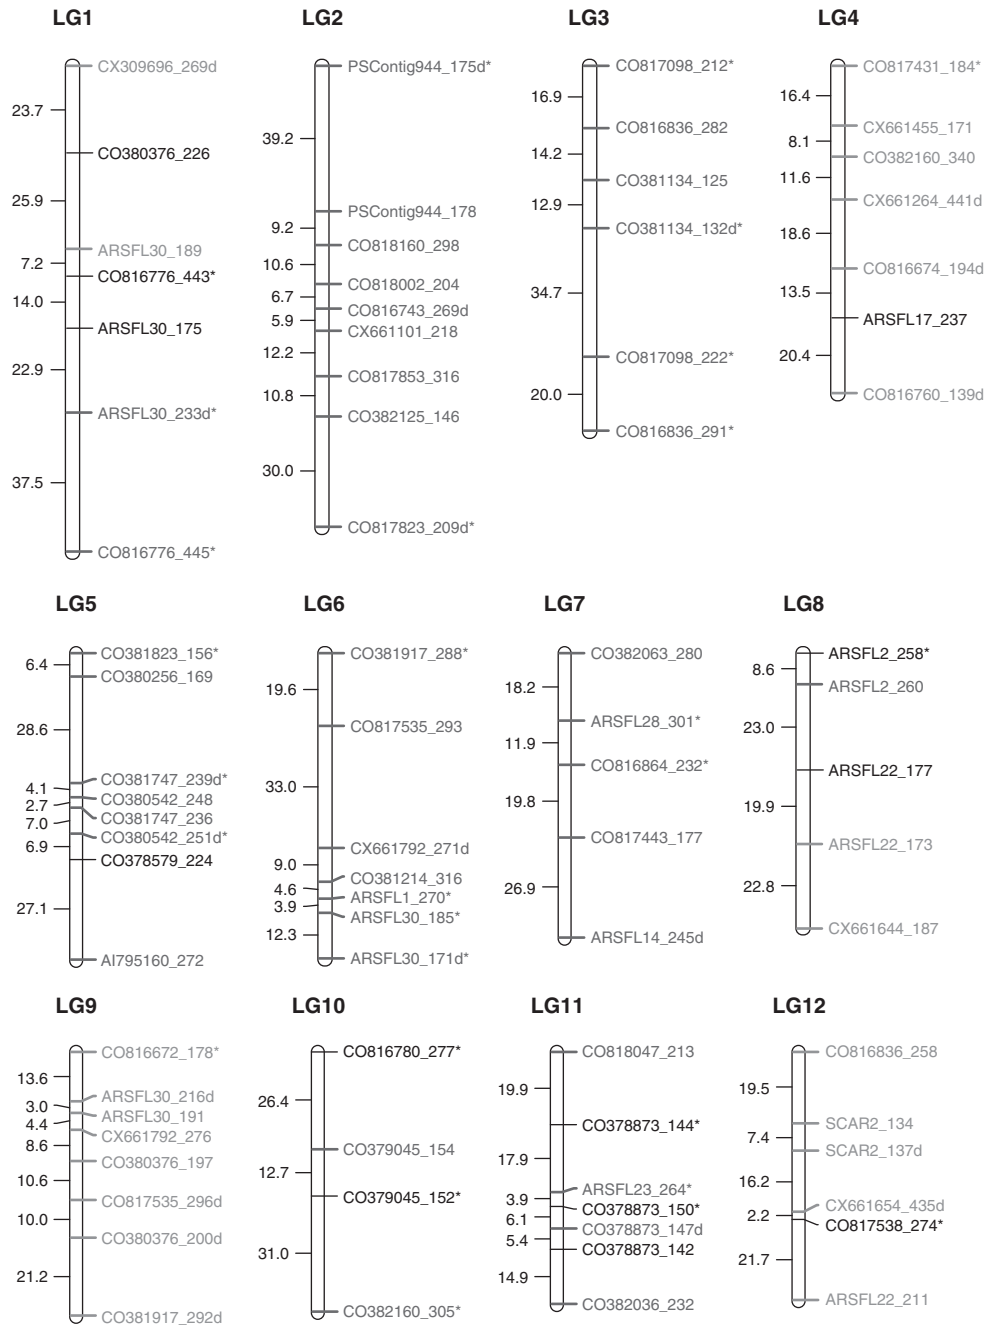 LG1
CX309696_269d
23.7
CO380376_226
25.9
ARSFL30_189
7.2
CO816776_443*
14.0
ARSFL30_175
22.9
ARSFL30_233d*
37.5
CO816776_445*
LG2
PSContig944_175d*
39.2
PSContig944_178
9.2
CO818160_298
10.6
CO818002_204
6.7
CO816743_269d
5.9
CX661101_218
12.2
CO817853_316
10.8
CO382125_146
30.0
CO817823_209d*
LG3
CO817098_212*
16.9
CO816836_282
14.2
CO381134_125
12.9
CO381134_132d*
34.7
CO817098_222*
20.0
CO816836_291*
LG4
CO817431_184*
16.4
CX661455_171
8.1
CO382160_340
11.6
CX661264_441d
18.6
CO816674_194d
13.5
ARSFL17_237
20.4
CO816760_139d
LG5
CO381823_156*
6.4
CO380256_169
28.6
CO381747_239d*
4.1
CO380542_248
2.7
CO381747_236
7.0
CO380542_251d*
6.9
CO378579_224
27.1
AI795160_272
LG6
CO381917_288*
19.6
CO817535_293
33.0
CX661792_271d
9.0
CO381214_316
4.6
ARSFL1_270*
3.9
ARSFL30_185*
12.3
ARSFL30_171d*
LG7
CO382063_280
18.2
ARSFL28_301*
11.9
CO816864_232*
19.8
CO817443_177
26.9
ARSFL14_245d
LG8
ARSFL2_258*
8.6
ARSFL2_260
23.0
ARSFL22_177
19.9
ARSFL22_173
22.8
CX661644_187
LG9
CO816672_178*
13.6
ARSFL30_216d
3.0
ARSFL30_191
4.4
CX661792_276
8.6
CO380376_197
10.6
CO817535_296d
10.0
CO380376_200d
21.2
CO381917_292d
LG10
CO816780_277*
26.4
CO379045_154
12.7
CO379045_152*
31.0
CO382160_305*
LG11
CO818047_213
19.9
CO378873_144*
17.9
ARSFL23_264*
3.9
CO378873_150*
6.1
CO378873_147d
5.4
CO378873_142
14.9
CO382036_232
LG12
CO816836_258
19.5
SCAR2_134
7.4
SCAR2_137d
16.2
CX661654_435d
2.2
CO817538_274*
21.7
ARSFL22_211